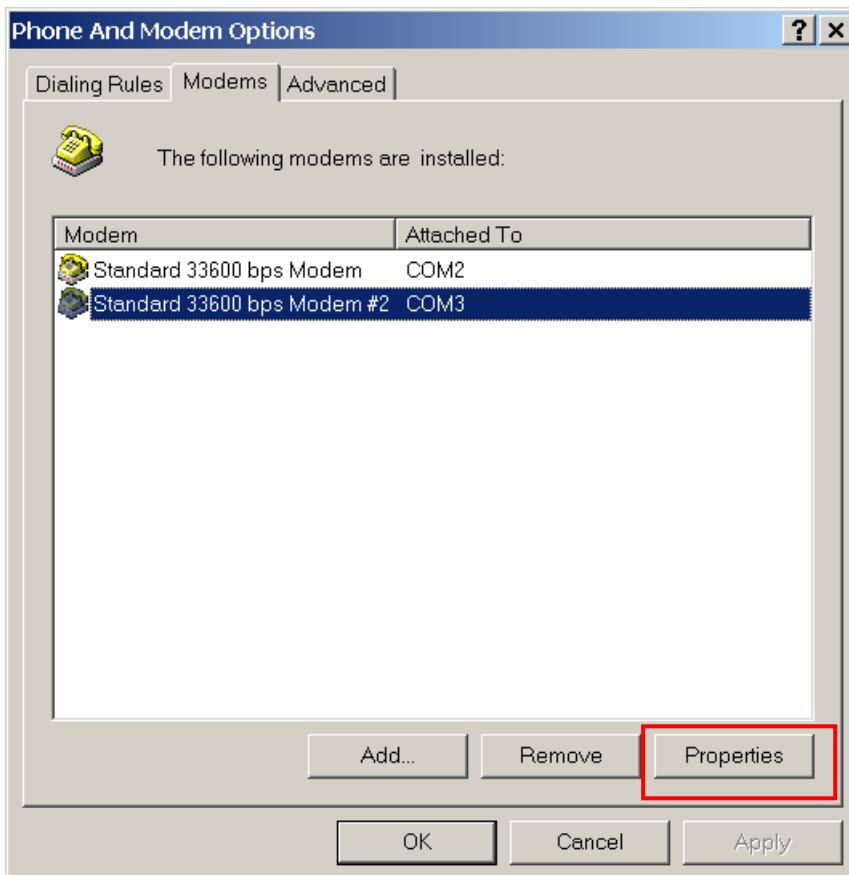 Phone And Modem Options
Dialing Rules Modems Advanced
The following modems are installed:
Modem Attached To
Standard 33600 bps Modem COM2
Standard 33600 bps Modem #2 COM3
Add... Remove Properties
OK Cancel Apply